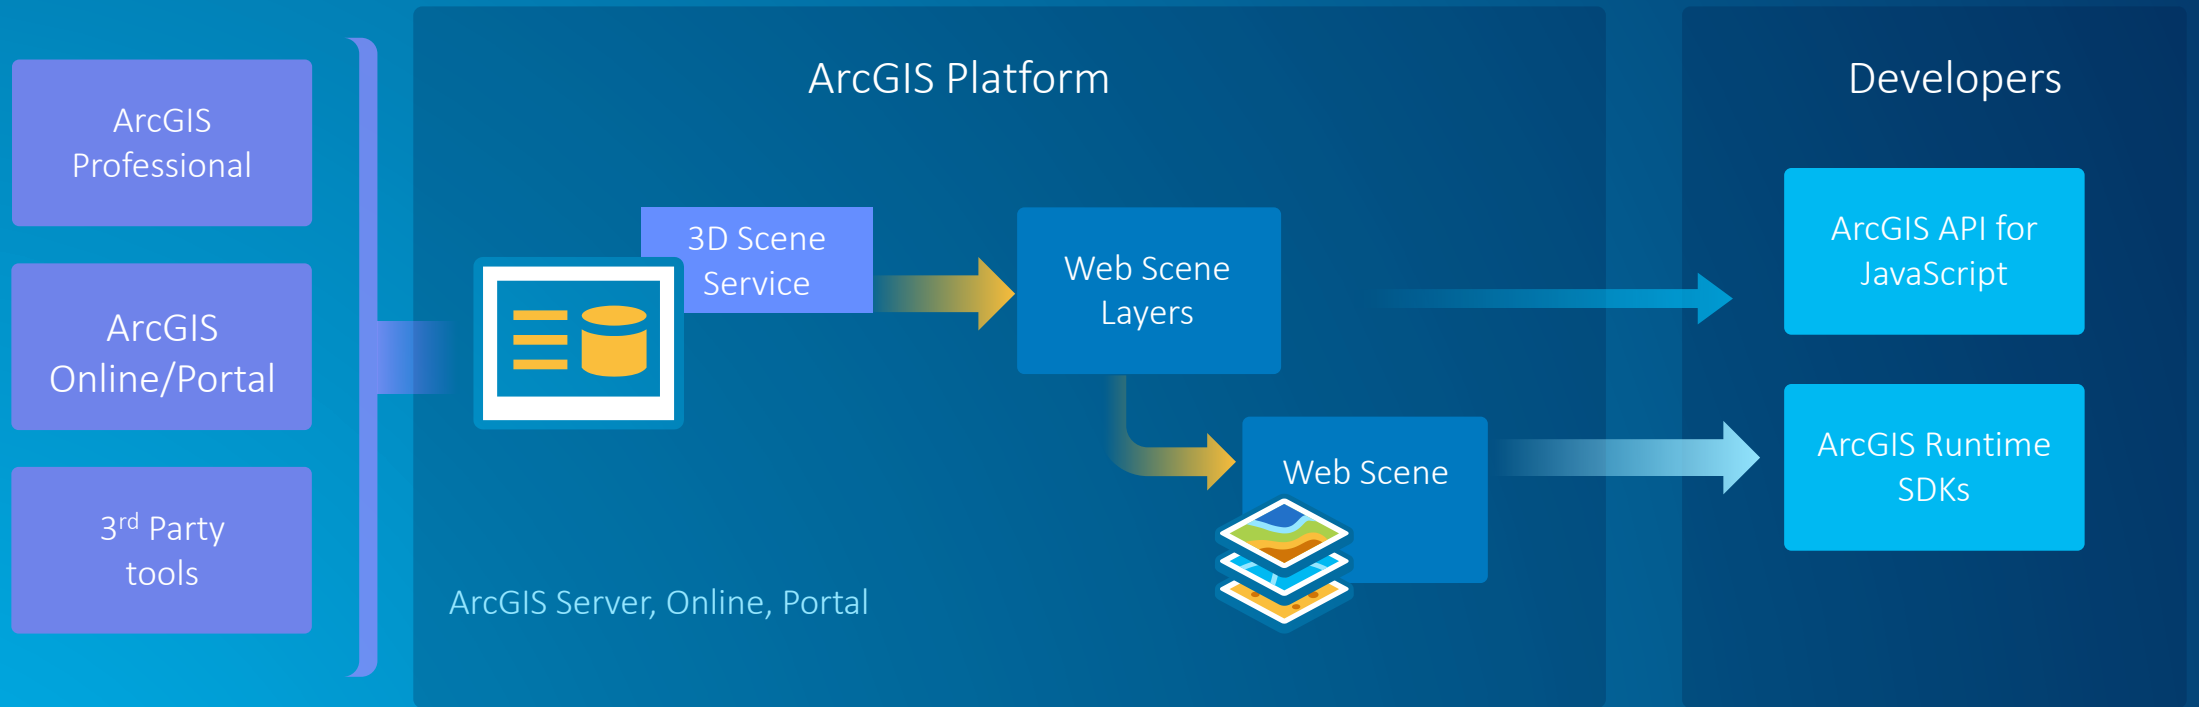 ArcGIS
Professional
ArcGIS
Online/Portal
3rd Party
tools
ArcGIS Platform
3D Scene
Service
Web Scene
Layers
Web Scene
ArcGIS Server, Online, Portal
Developers
ArcGIS API for
JavaScript
ArcGIS Runtime
SDKs